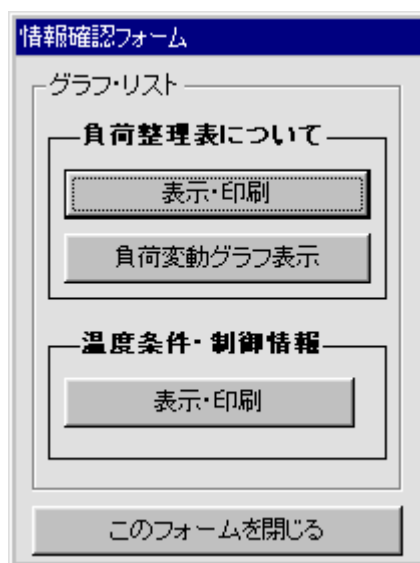 情報確認フォーム
グラフ・リスト
負荷整理表について
表示・印刷
負荷変動グラフ表示
温度条件・制御情報
表示・印刷
このフォームを閉じる